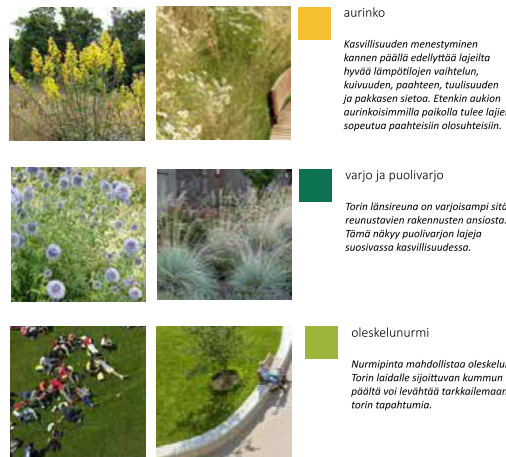 aurinko
Kasvillisuuden menestyminen
kannen päällä edellyttää lajeilta
hyvää lämpötilojen vaihtelun,
kuivuuden, paahteen, tuulisuuden
ja pakkasen sietoa. Etenkin aukion
aurinkoisimmilla paikolla tulee
sopeutua paahteisiin olosuhteisiin.
varjo ja puolivarjo
Torin länsireuna on varjoisampi
reunustavien rakennusten ansiosta.
Tämä näkyy puolivarjon lajeja
suosivassa kasvillisuudessa.
oleskelunurmi
Nurmipinta mahdollistaa
Torin laidalle sijoittuvan kummun
päältä voi levähtää
torin tapahtumia.